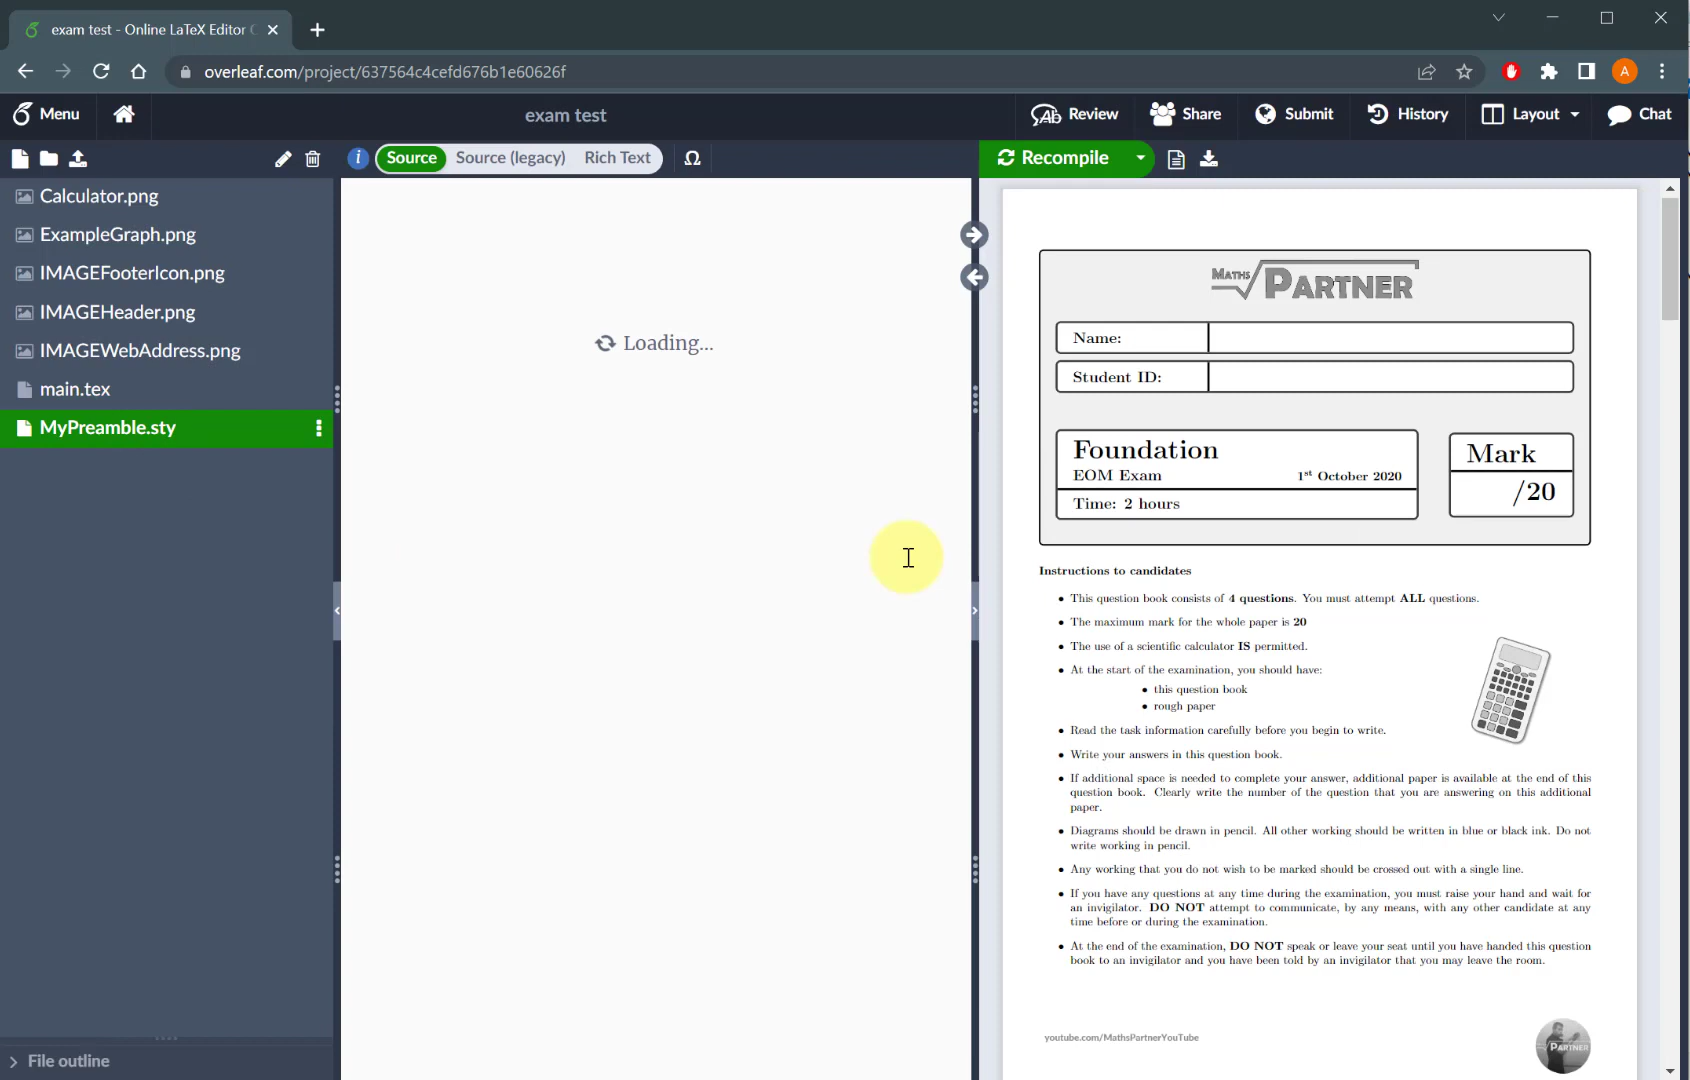 exam test - Online LaTeX Editor
overleaf.com/project/637564c4cefd676b1e60626f
A
Menu
exam test
Review
Share
Submit
History
Layout
Chat
Source
Source (legacy)
Rich Text
Ω
Recompile
Calculator.png
ExampleGraph.png
IMAGEFooterIcon.png
IMAGEHeader.png
IMAGEWebAddress.png
main.tex
MyPreamble.sty
File outline
Loading...
MATHS PARTNER
Name:
Student ID:
Foundation
EOM Exam 1st October 2020
Time: 2 hours
Mark
/20
Instructions to candidates
• This question book consists of 4 questions. You must attempt ALL questions.
• The maximum mark for the whole paper is 20
• The use of a scientific calculator IS permitted.
• At the start of the examination, you should have:
• this question book
• rough paper
• Read the task information carefully before you begin to write.
• Write your answers in this question book.
• If additional space is needed to complete your answer, additional paper is available at the end of this
question book. Clearly write the number of the question that you are answering on this additional
paper.
• Diagrams should be drawn in pencil. All other working should be written in blue or black ink. Do not
write working in pencil.
• Any working that you do not wish to be marked should be crossed out with a single line.
• If you have any questions at any time during the examination, you must raise your hand and wait for
an invigilator. DO NOT attempt to communicate, by any means, with any other candidate at any
time before or during the examination.
• At the end of the examination, DO NOT speak or leave your seat until you have handed this question
book to an invigilator and you have been told by an invigilator that you may leave the room.
youtube.com/MathsPartnerYouTube
PARTNER